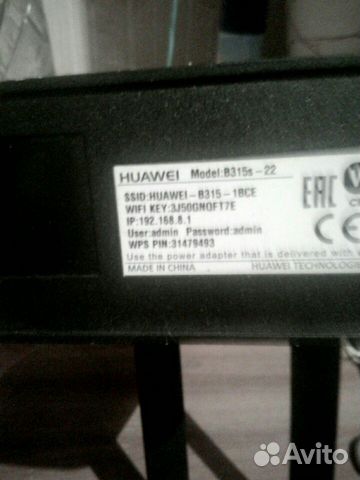 HUAWEI Model:B315s-22
SSID:HUAWEI-B315-1BCE
WIFI KEY:3J50GNQFT7E
IP:192.168.8.1
User:admin Password:admin
WPS PIN:31479493
Use the power adapter that is delivered with
MADE IN CHINA HUAWEI TECHNOLOGIES
EAC
CE
Avito